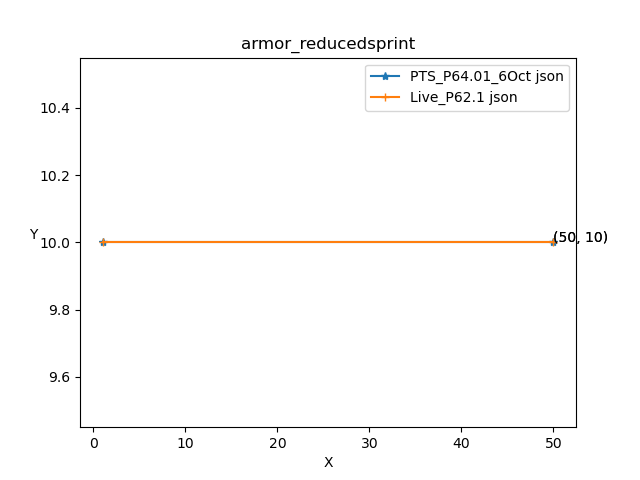 armor_reducedsprint
PTS_P64.01_6Oct json
Live_P62.1 json
10.4
10.2
Y
10.0
(50, 10)
9.8
9.6
0
10
20
30
40
50
X